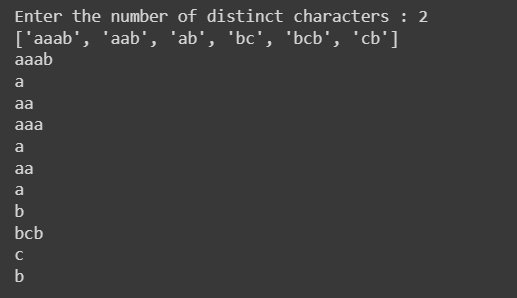 Enter the number of distinct characters : 2
['aaab', 'aab', 'ab', 'bc', 'bcb', 'cb']
aaab
a
aa
aaa
a
aa
a
b
bcb
c
b